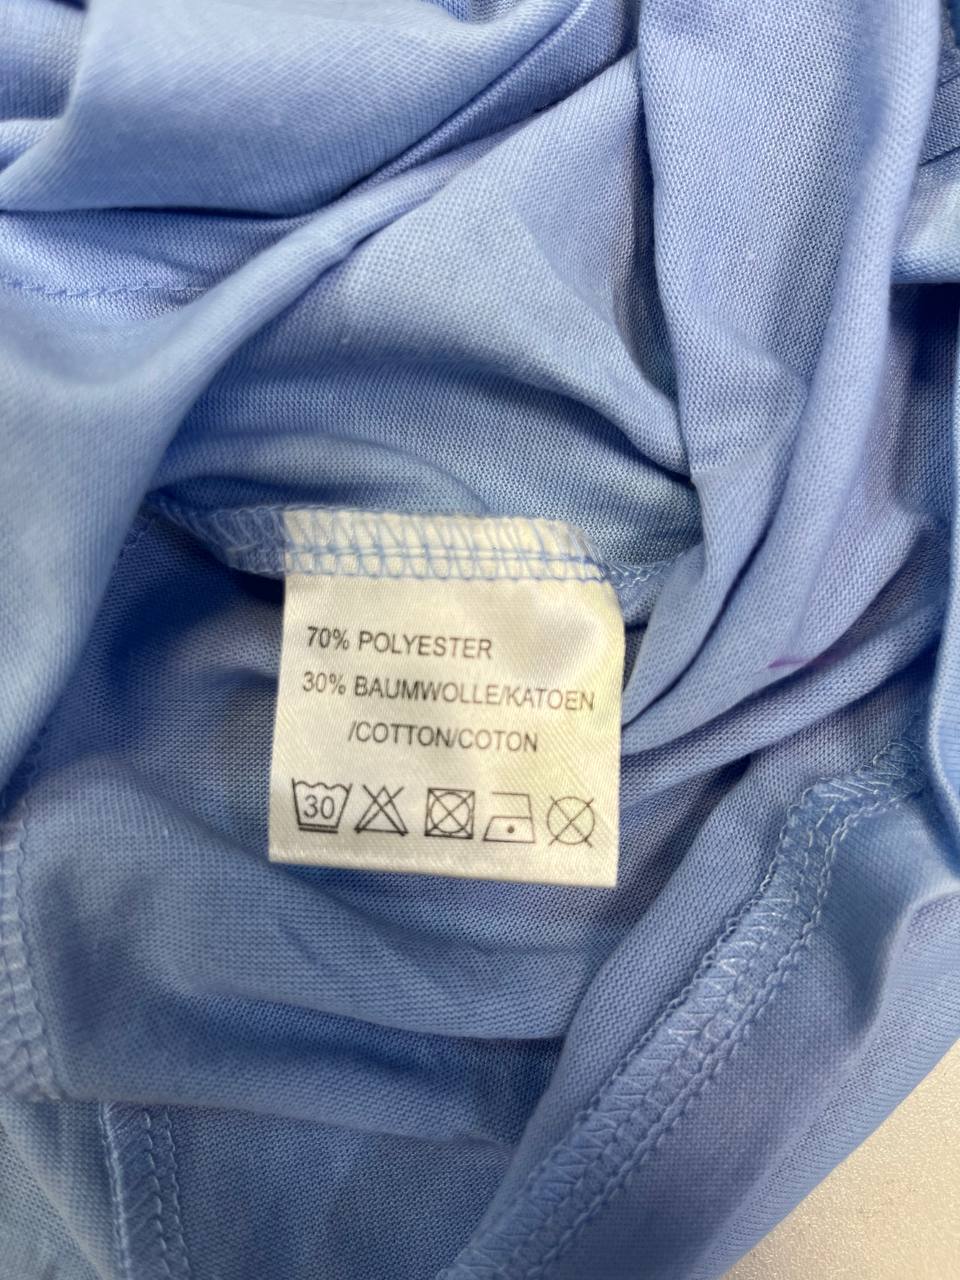 70% POLYESTER
30% BAUMWOLLE/KATOEN
/COTTON/COTON
30